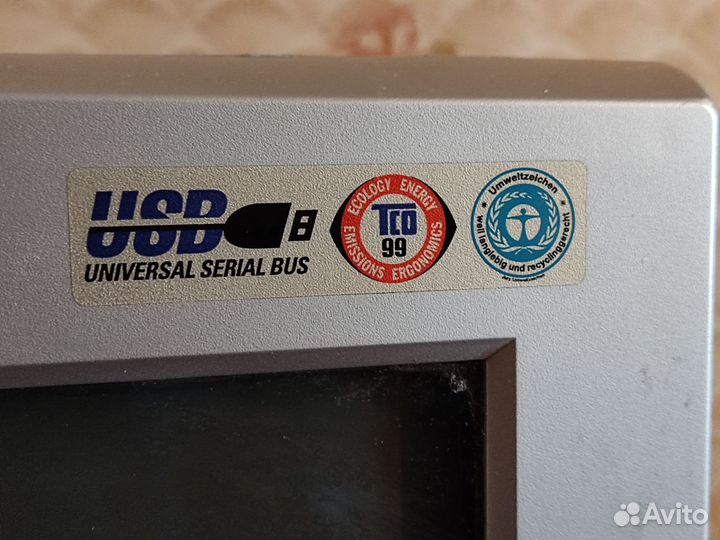 USB
UNIVERSAL SERIAL BUS
ECOLOGY ENERGY
TCO
99
EMISSIONS ERGONOMICS
Umweltzeichen
weil langlebig und recyclinggerecht
Avito